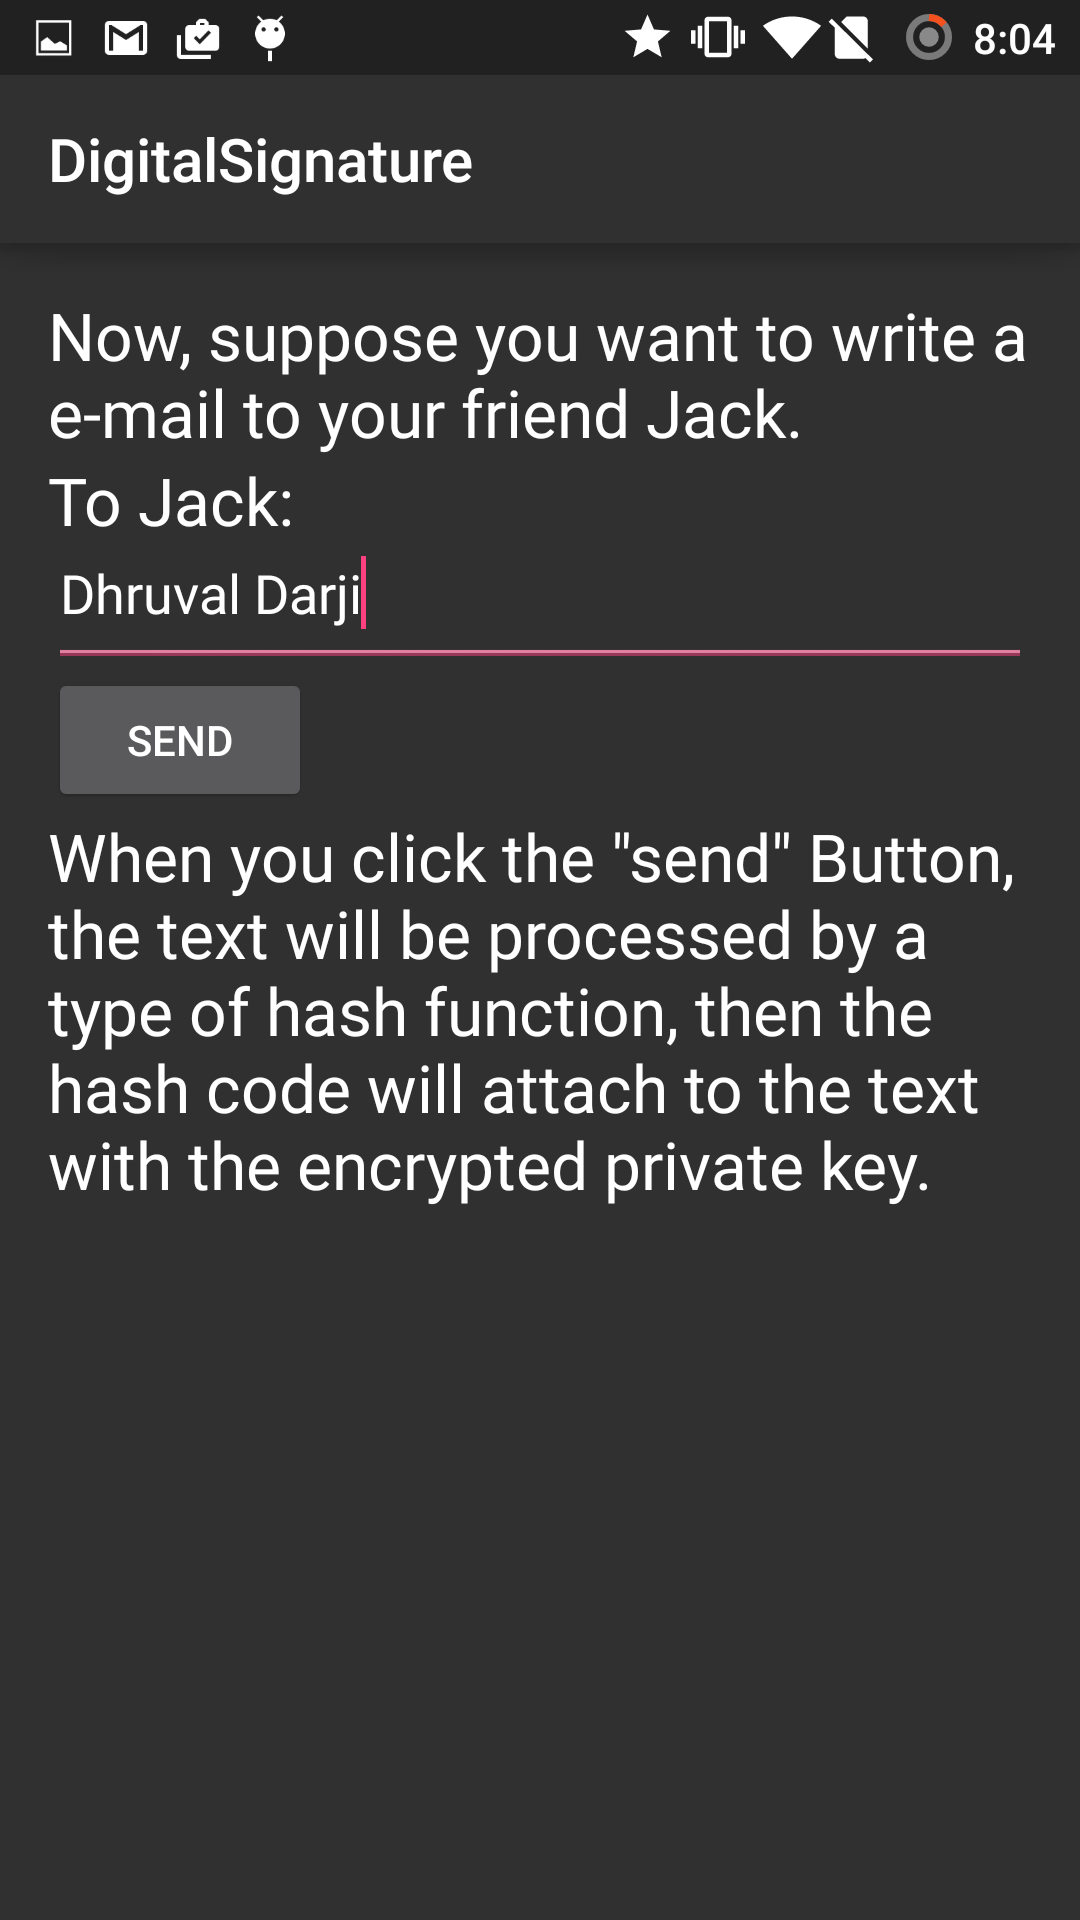 8:04
DigitalSignature
Now, suppose you want to write a
e-mail to your friend Jack.
To Jack:
Dhruval Darji
SEND
When you click the "send" Button,
the text will be processed by a
type of hash function, then the
hash code will attach to the text
with the encrypted private key.